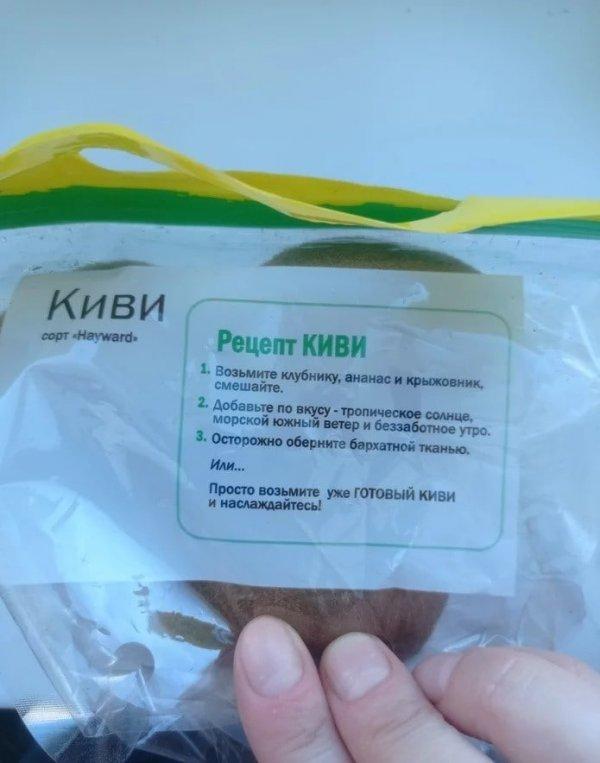 Киви
сорт «Hayward»
Рецепт КИВИ
1. Возьмите клубнику, ананас и крыжовник,
смешайте.
2. Добавьте по вкусу - тропическое солнце,
морской южный ветер и беззаботное утро.
3. Осторожно оберните бархатной тканью.
Или...
Просто возьмите уже ГОТОВЫЙ КИВИ
и наслаждайтесь!